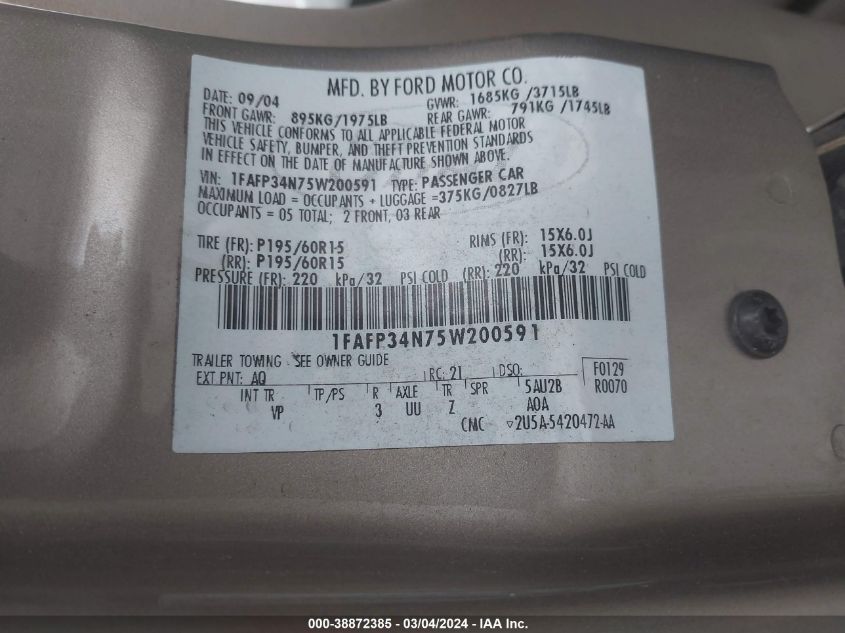 MFD. BY FORD MOTOR CO.
DATE: 09/04 GVWR: 1685KG /3715LB
FRONT GAWR: 895KG/1975LB REAR GAWR: 791KG /1745LB
THIS VEHICLE CONFORMS TO ALL APPLICABLE FEDERAL MOTOR
VEHICLE SAFETY, BUMPER, AND THEFT PREVENTION STANDARDS
IN EFFECT ON THE DATE OF MANUFACTURE SHOWN ABOVE.
VIN: 1FAFP34N75W200591 TYPE: PASSENGER CAR
MAXIMUM LOAD = OCCUPANTS + LUGGAGE =375KG/0827LB
OCCUPANTS = 05 TOTAL; 2 FRONT, 03 REAR
TIRE (FR): P195/60R15 RIMS (FR): 15X6.0J
(RR): P195/60R15 (RR): 15X6.0J
PRESSURE (FR): 220 kPa/32 PSI COLD (RR): 220 kPa/32 PSI COLD
1FAFP34N75W200591
TRAILER TOWING - SEE OWNER GUIDE
EXT PNT: AQ RC: 21 DSO: F0129
INT TR TP/PS R AXLE TR SPR 5AU2B R0070
VP 3 UU Z A0A
CMC ▽2U5A-5420472-AA
000-38872385 - 03/04/2024 - IAA Inc.